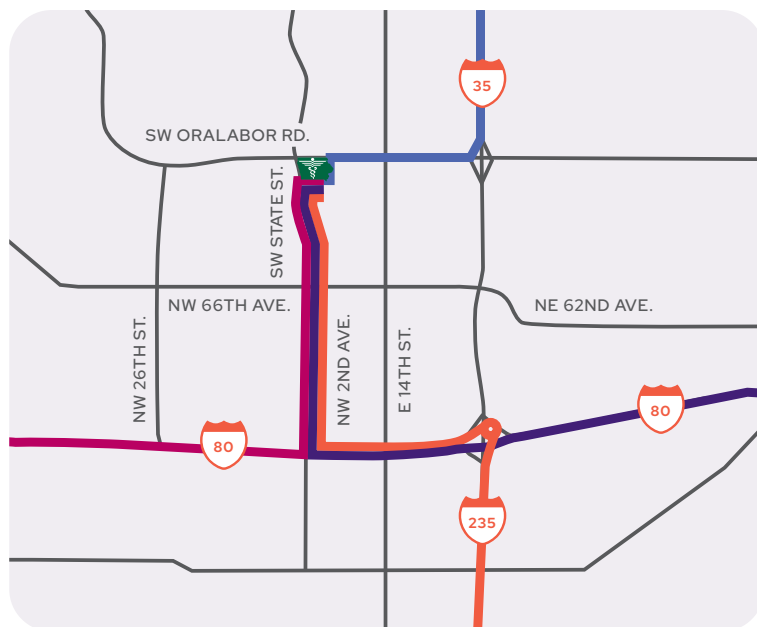 35
SW ORALABOR RD.
SW STATE ST.
NW 66TH AVE.
NE 62ND AVE.
NW 26TH ST.
NW 2ND AVE.
E 14TH ST.
80
80
235